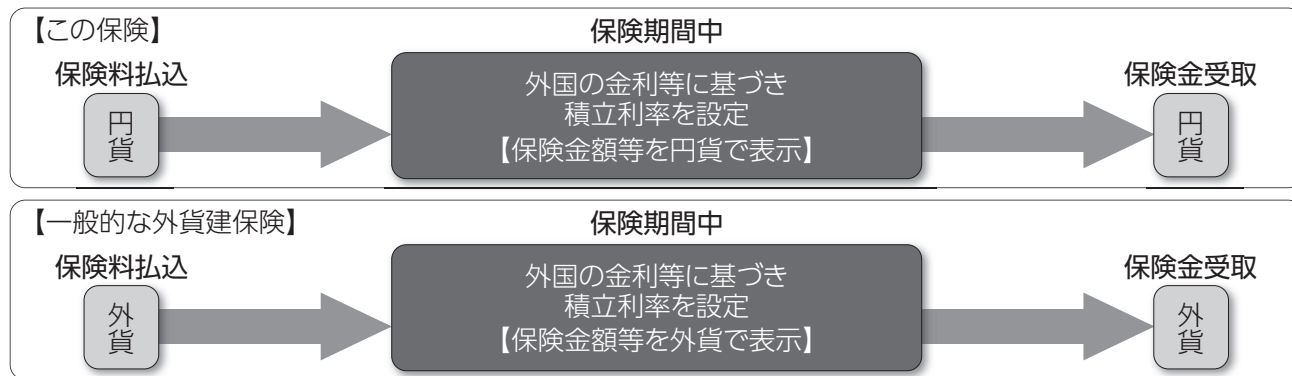 【この保険】
保険期間中
保険料払込
円貨
外国の金利等に基づき
積立利率を設定
【保険金額等を円貨で表示】
保険金受取
円貨
【一般的な外貨建保険】
保険期間中
保険料払込
外貨
外国の金利等に基づき
積立利率を設定
【保険金額等を外貨で表示】
保険金受取
外貨